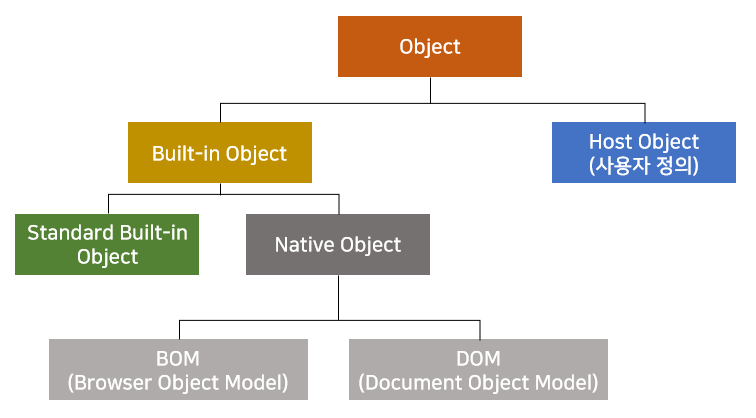 Object
Built-in Object
Host Object
(사용자 정의)
Standard Built-in
Object
Native Object
BOM
(Browser Object Model)
DOM
(Document Object Model)